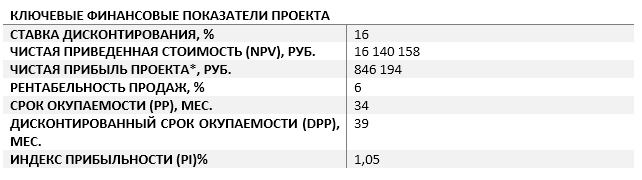 КЛЮЧЕВЫЕ ФИНАНСОВЫЕ ПОКАЗАТЕЛИ ПРОЕКТА
СТАВКА ДИСКОНТИРОВАНИЯ, % 16
ЧИСТАЯ ПРИВЕДЕННАЯ СТОИМОСТЬ (NPV), РУБ. 16 140 158
ЧИСТАЯ ПРИБЫЛЬ ПРОЕКТА*, РУБ. 846 194
РЕНТАБЕЛЬНОСТЬ ПРОДАЖ, % 6
СРОК ОКУПАЕМОСТИ (PP), МЕС. 34
ДИСКОНТИРОВАННЫЙ СРОК ОКУПАЕМОСТИ (DPP), 39
МЕС.
ИНДЕКС ПРИБЫЛЬНОСТИ (PI)% 1,05